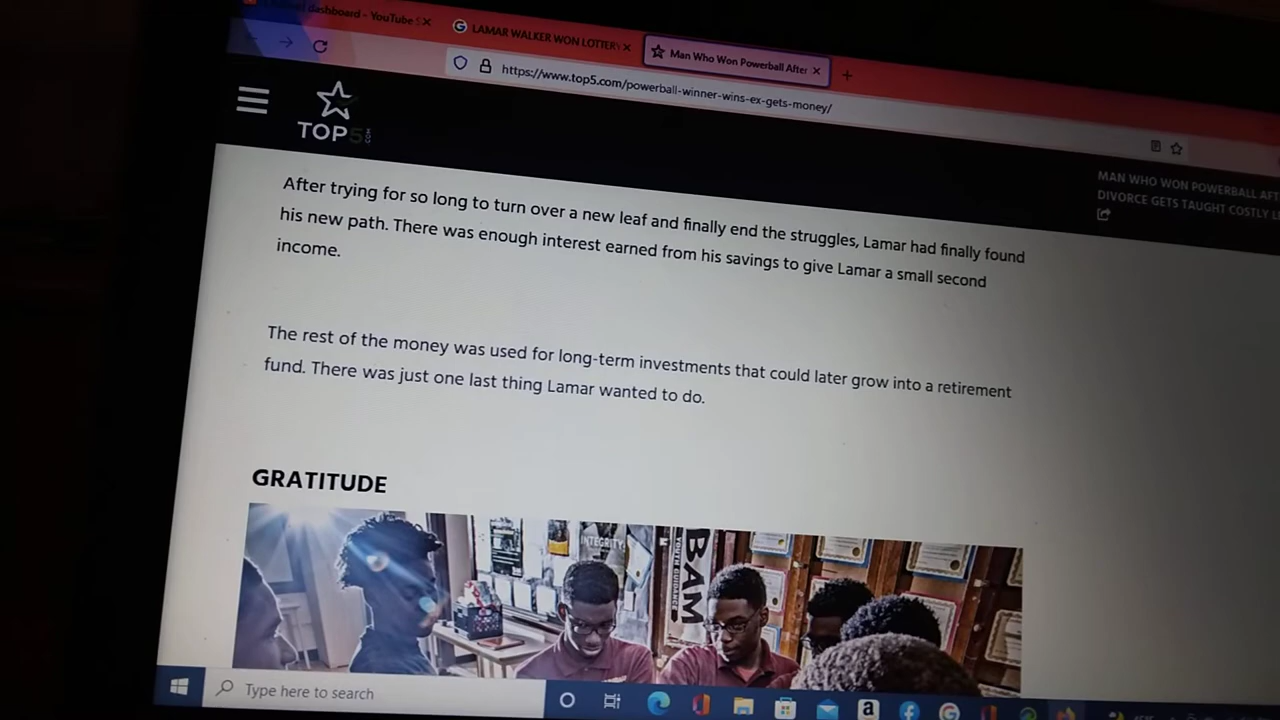 dashboard - YouTube S
LAMAR WALKER WON LOTTERY
Man Who Won Powerball After
https://www.top5.com/powerball-winner-wins-ex-gets-money/
TOP5
MAN WHO WON POWERBALL AFT
DIVORCE GETS TAUGHT COSTLY L
After trying for so long to turn over a new leaf and finally end the struggles, Lamar had finally found
his new path. There was enough interest earned from his savings to give Lamar a small second
income.
The rest of the money was used for long-term investments that could later grow into a retirement
fund. There was just one last thing Lamar wanted to do.
GRATITUDE
INTEGRITY
BAM
YOUTH GUIDANCE
Type here to search